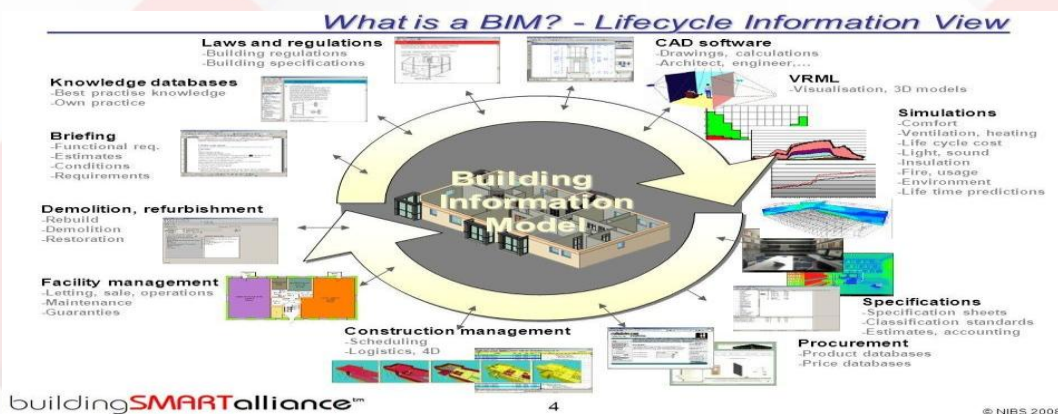 What is a BIM? - Lifecycle Information View
Laws and regulations
-Building regulations
-Building specifications
CAD software
-Drawings, calculations
-Architect, engineer,...
Knowledge databases
-Best practise knowledge
-Own practice
VRML
-Visualisation, 3D models
Briefing
-Functional req.
-Estimates
-Conditions
-Requirements
Simulations
-Comfort
-Ventilation, heating
-Life cycle cost
-Light, sound
-Insulation
-Fire, usage
-Environment
-Life time predictions
Building
Information
Model
Demolition, refurbishment
-Rebuild
-Demolition
-Restoration
Facility management
-Letting, sale, operations
-Maintenance
-Guaranties
Specifications
-Specification sheets
-Classification standards
-Estimates, accounting
Construction management
-Scheduling
-Logistics, 4D
Procurement
-Product databases
-Price databases
buildingSMARTalliance™
4